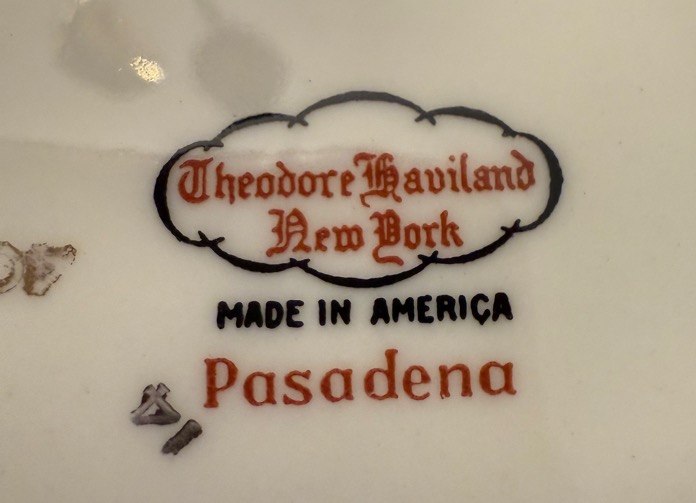 Theodore Haviland
New York
MADE IN AMERICA
Pasadena